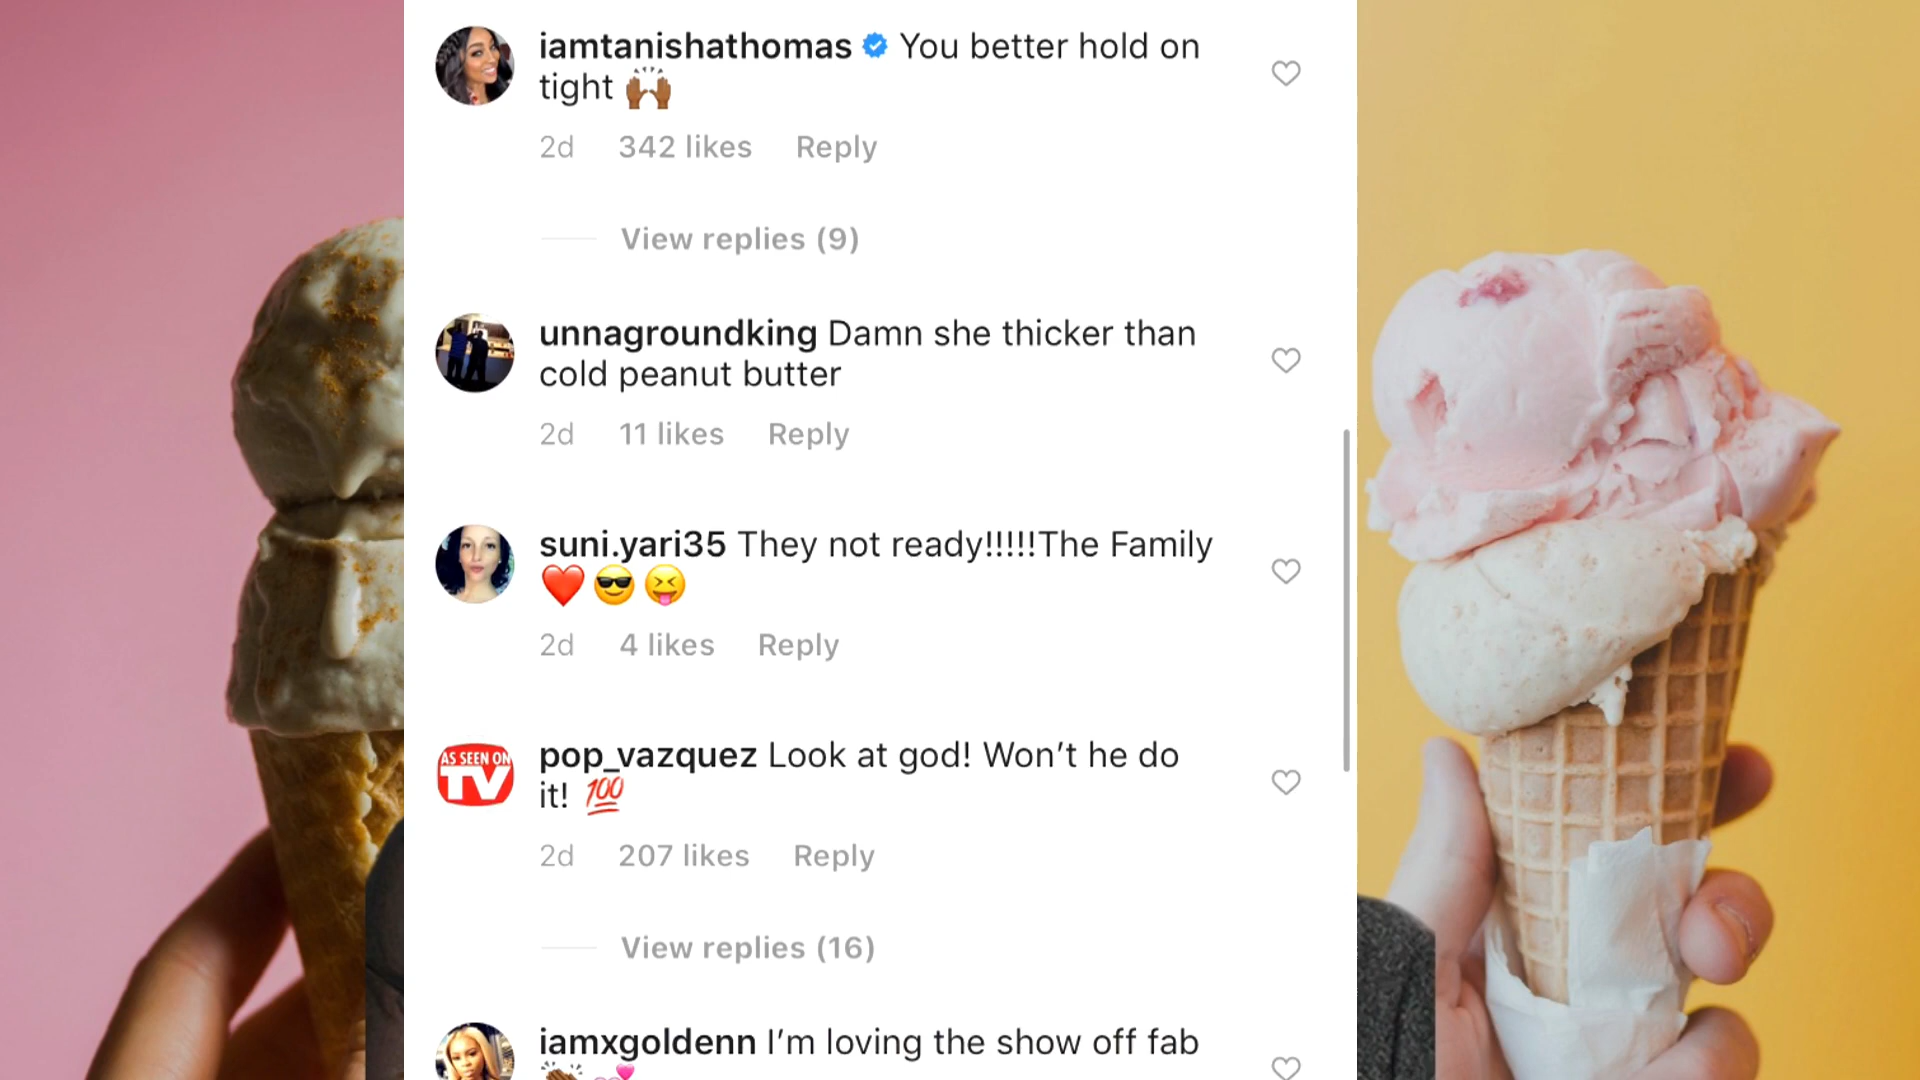 iamtanishathomas You better hold on
tight 🙌🏾
2d 342 likes Reply
View replies (9)
unnagroundking Damn she thicker than
cold peanut butter
2d 11 likes Reply
suni.yari35 They not ready!!!!!The Family
❤️😎😝
2d 4 likes Reply
AS SEEN ON
TV
pop_vazquez Look at god! Won’t he do
it! 💯
2d 207 likes Reply
View replies (16)
iamxgoldenn I’m loving the show off fab